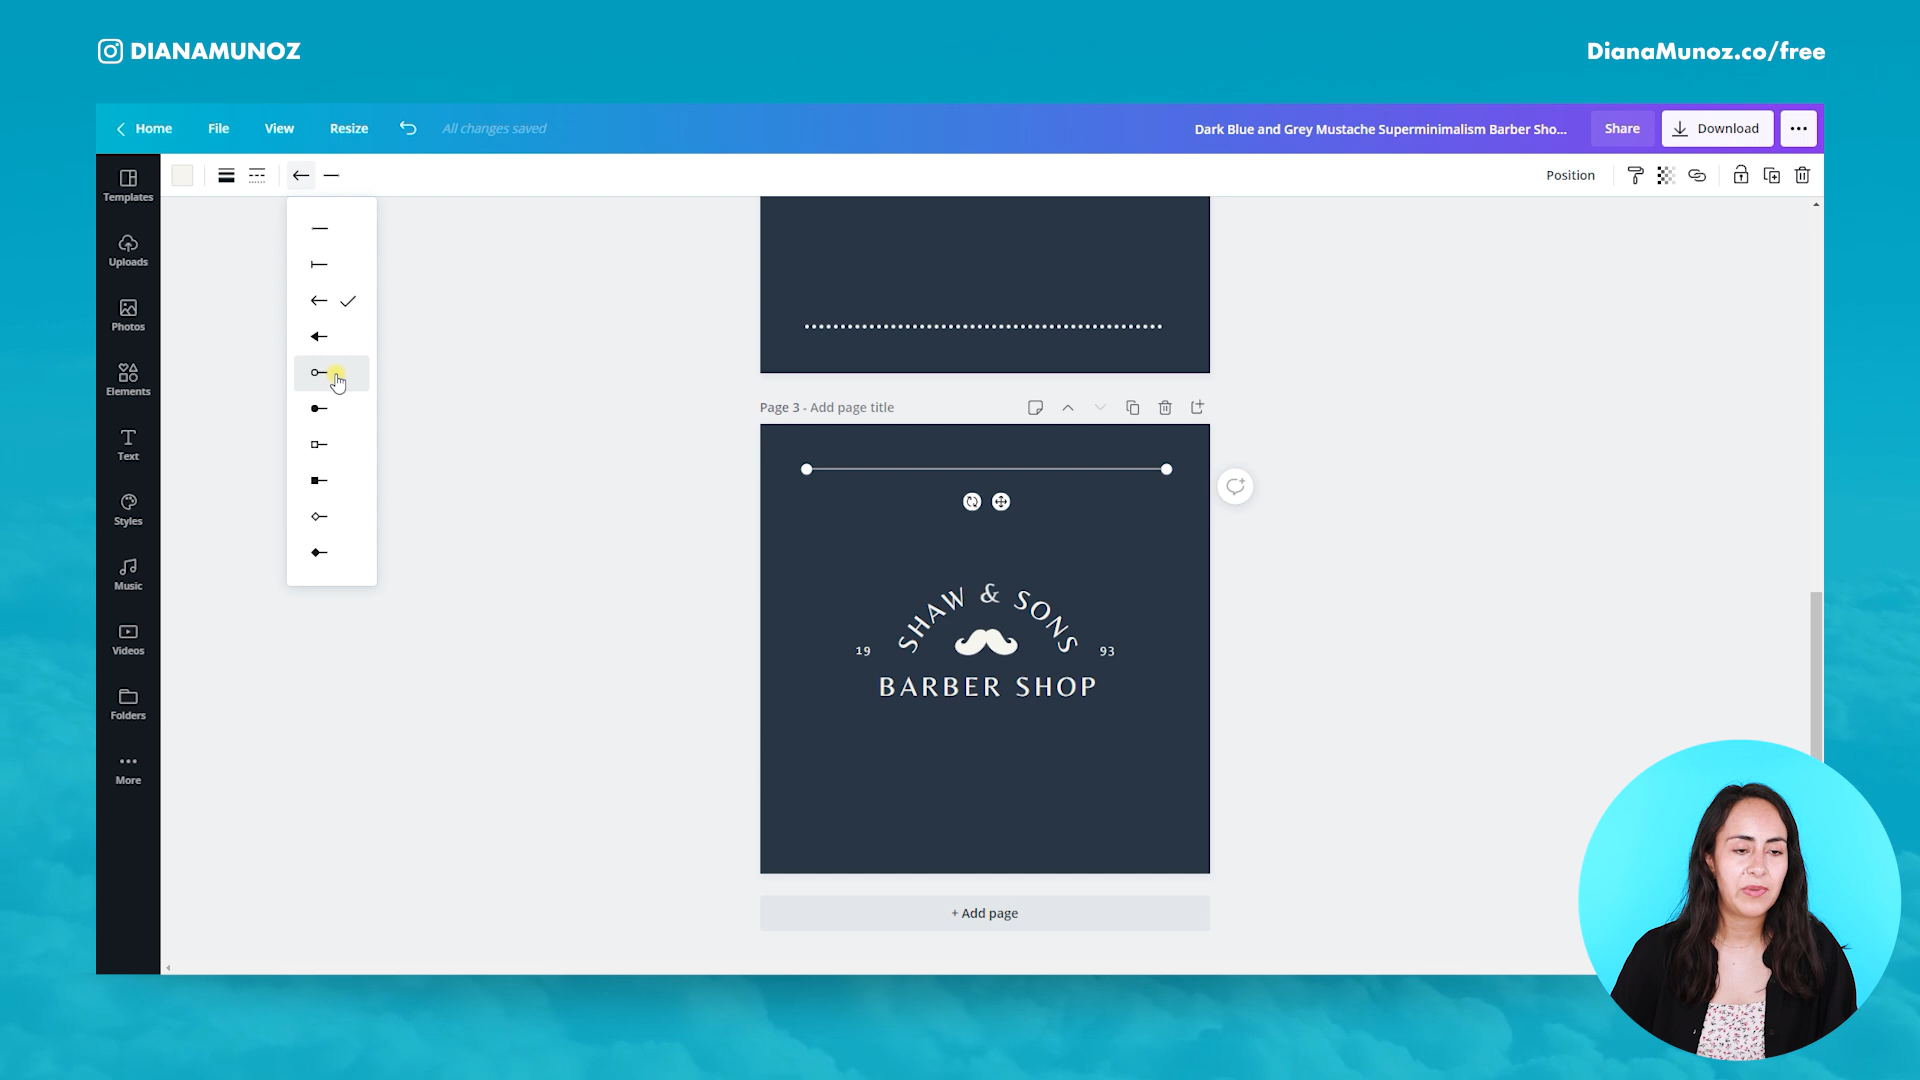 DIANAMUNOZ
DianaMunoz.co/free
Home File View Resize All changes saved
Dark Blue and Grey Mustache Superminimalism Barber Sho... Share Download
Position
Templates
Uploads
Photos
Elements
Text
Styles
Music
Videos
Folders
More
Page 3 - Add page title
SHAW & SONS
19 93
BARBER SHOP
+ Add page